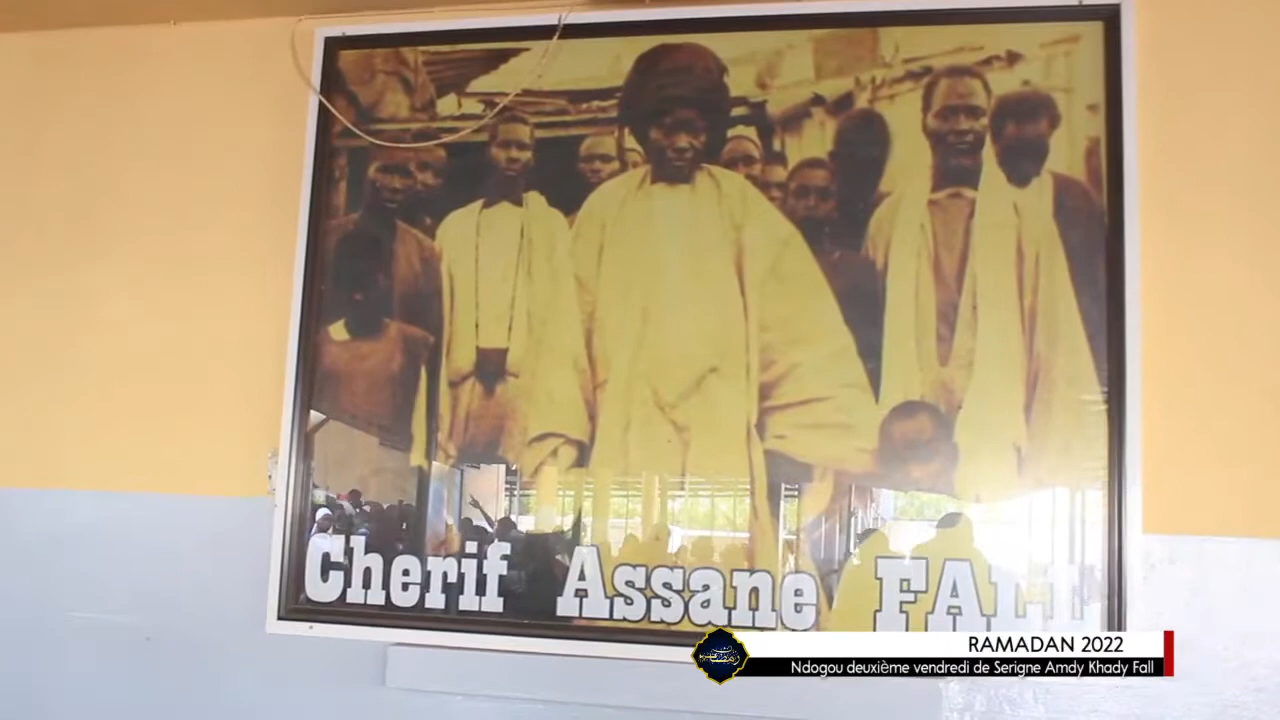 Cherif Assane FALL
RAMADAN 2022
Ndogou deuxième vendredi de Serigne Amdy Khady Fall